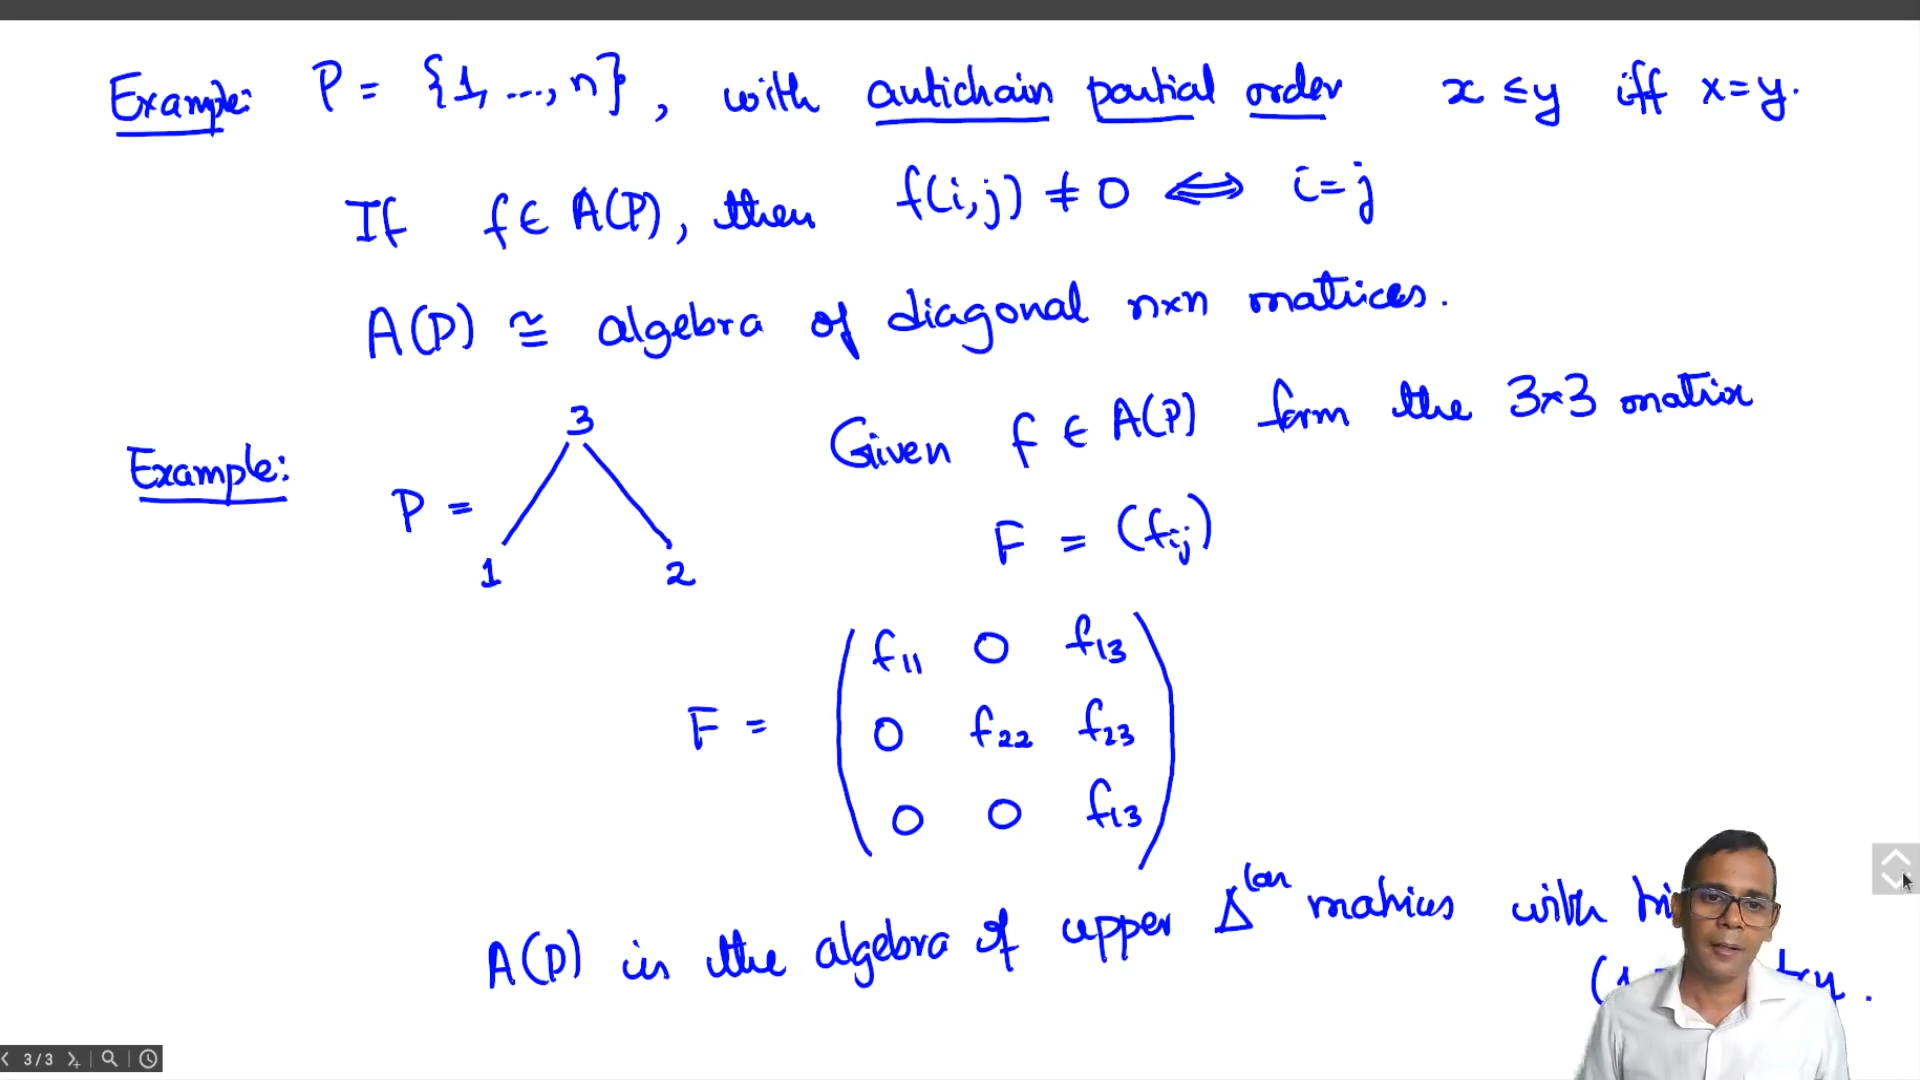 Example: P = {1, ..., n}, with antichain partial order x ≤ y iff x = y.
If f ∈ A(P), then f(i,j) ≠ 0 ⟺ i = j
A(P) ≅ algebra of diagonal n×n matrices.
Example: P = 3 1 2
Given f ∈ A(P) form the 3×3 matrix
F = (fij)
F = ( f11 0 f13
0 f22 f23
0 0 f13 )
A(P) is the algebra of upper Δlar matrices with
3/3